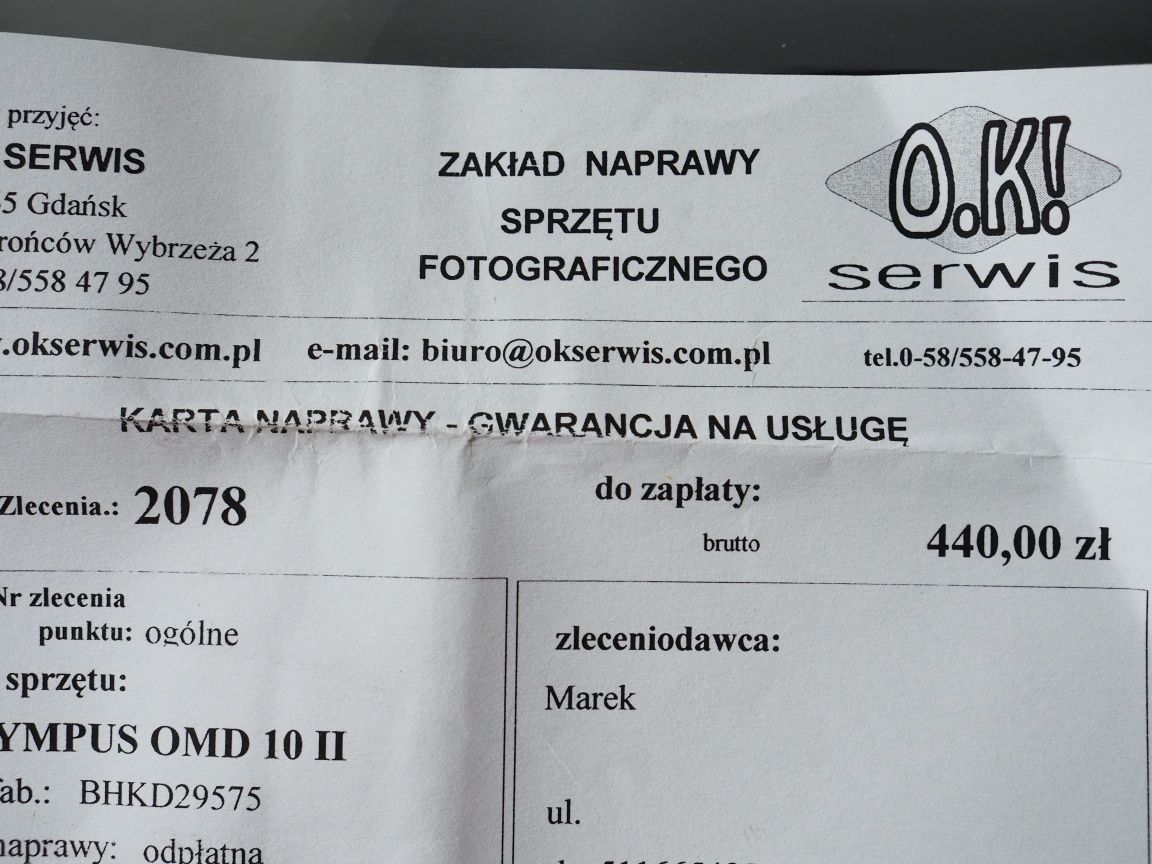 przyjęć:
SERWIS
5 Gdańsk
rońców Wybrzeża 2
/558 47 95
ZAKŁAD NAPRAWY
SPRZĘTU
FOTOGRAFICZNEGO
O.K!
serwis
.okserwis.com.pl e-mail: biuro@okserwis.com.pl tel.0-58/558-47-95
KARTA NAPRAWY - GWARANCJA NA USŁUGĘ
Zlecenia.: 2078
do zapłaty:
brutto 440,00 zł
Nr zlecenia
punktu: ogólne
sprzętu:
YMPUS OMD 10 II
fab.: BHKD29575
naprawy: odpłatna
zleceniodawca:
Marek
ul.